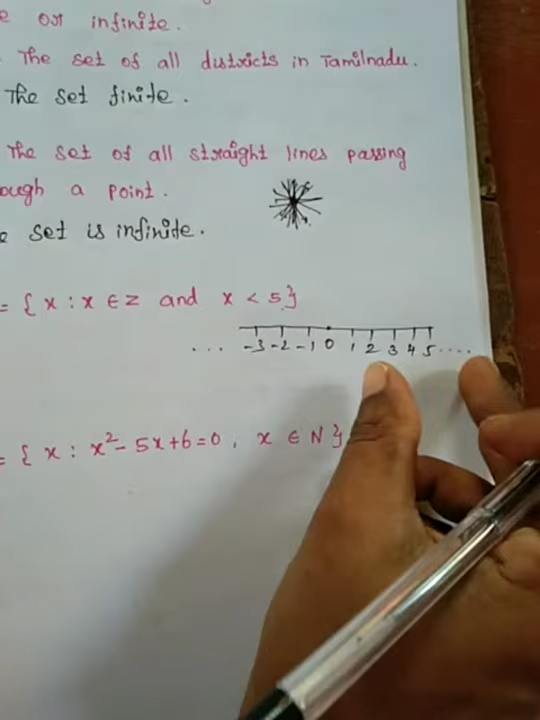 or infinite.
The set of all districts in Tamilnadu.
The set finite.
The set of all straight lines passing
ough a point.
set is infinite.
= { x : x ∈ z and x < 5 }
... -3 -2 -1 0 1 2 3 4 5 ....
= { x : x² - 5x + 6 = 0 , x ∈ N }